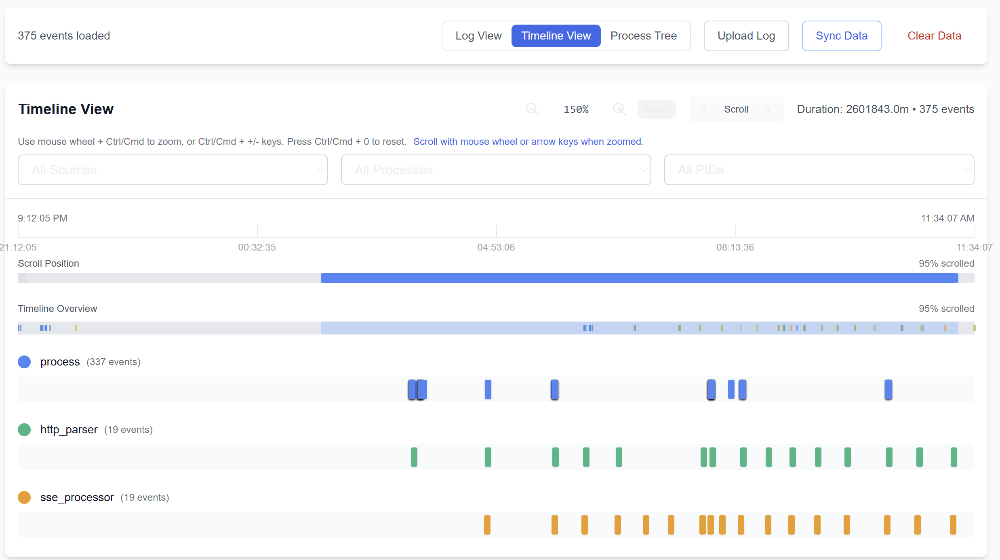 375 events loaded
Log View
Timeline View
Process Tree
Upload Log
Sync Data
Clear Data
Timeline View
150%
Reset
Scroll
Duration: 2601843.0m • 375 events
Use mouse wheel + Ctrl/Cmd to zoom, or Ctrl/Cmd + +/- keys. Press Ctrl/Cmd + 0 to reset. Scroll with mouse wheel or arrow keys when zoomed.
All Sources
All Processes
All PIDs
9:12:05 PM
11:34:07 AM
21:12:05
00:32:35
04:53:06
08:13:36
11:34:07
Scroll Position
95% scrolled
Timeline Overview
95% scrolled
process (337 events)
http_parser (19 events)
sse_processor (19 events)